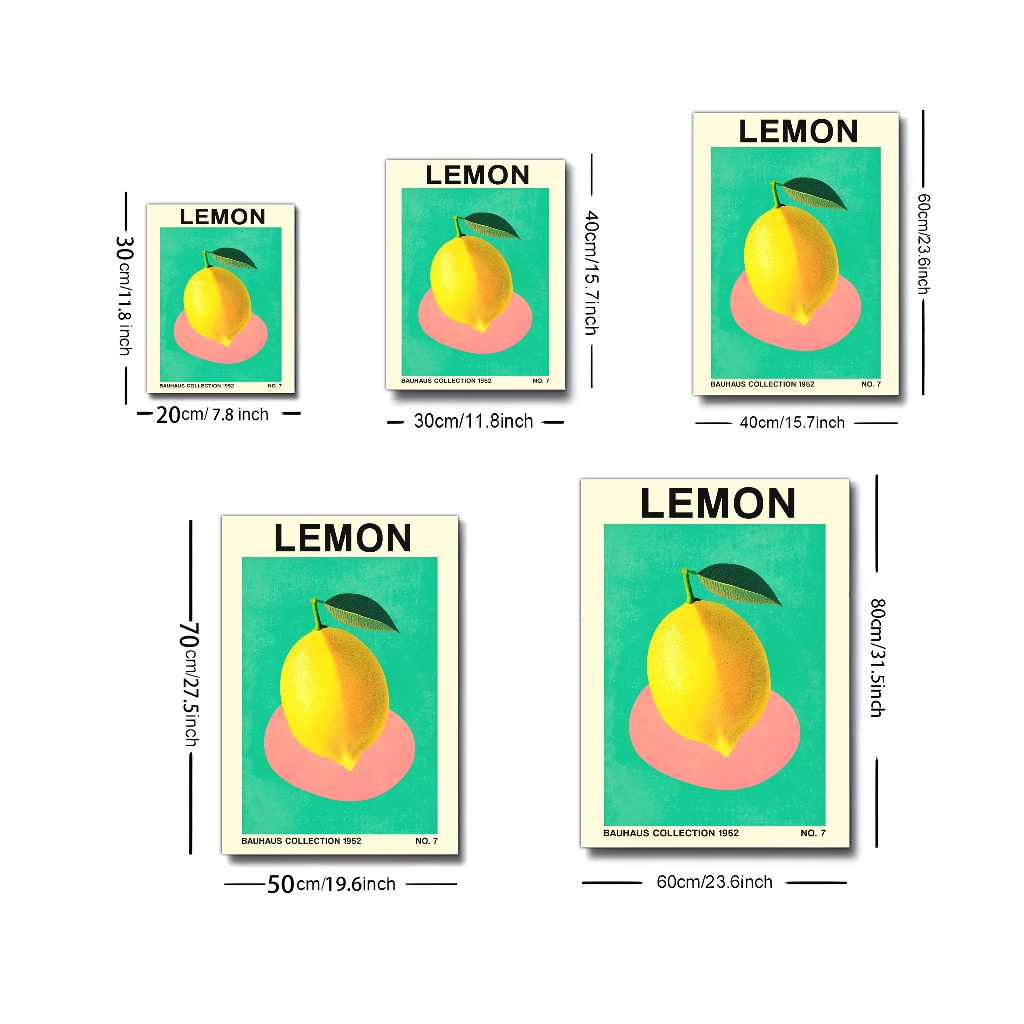 LEMON
BAUHAUS COLLECTION 1952 NO. 7
30cm/11.8 inch
20cm/ 7.8 inch
LEMON
BAUHAUS COLLECTION 1952 NO. 7
40cm/15.7inch
30cm/11.8inch
LEMON
BAUHAUS COLLECTION 1952 NO. 7
60cm/23.6inch
40cm/15.7inch
LEMON
BAUHAUS COLLECTION 1952 NO. 7
70cm/27.5inch
50cm/19.6inch
LEMON
BAUHAUS COLLECTION 1952 NO. 7
80cm/31.5inch
60cm/23.6inch